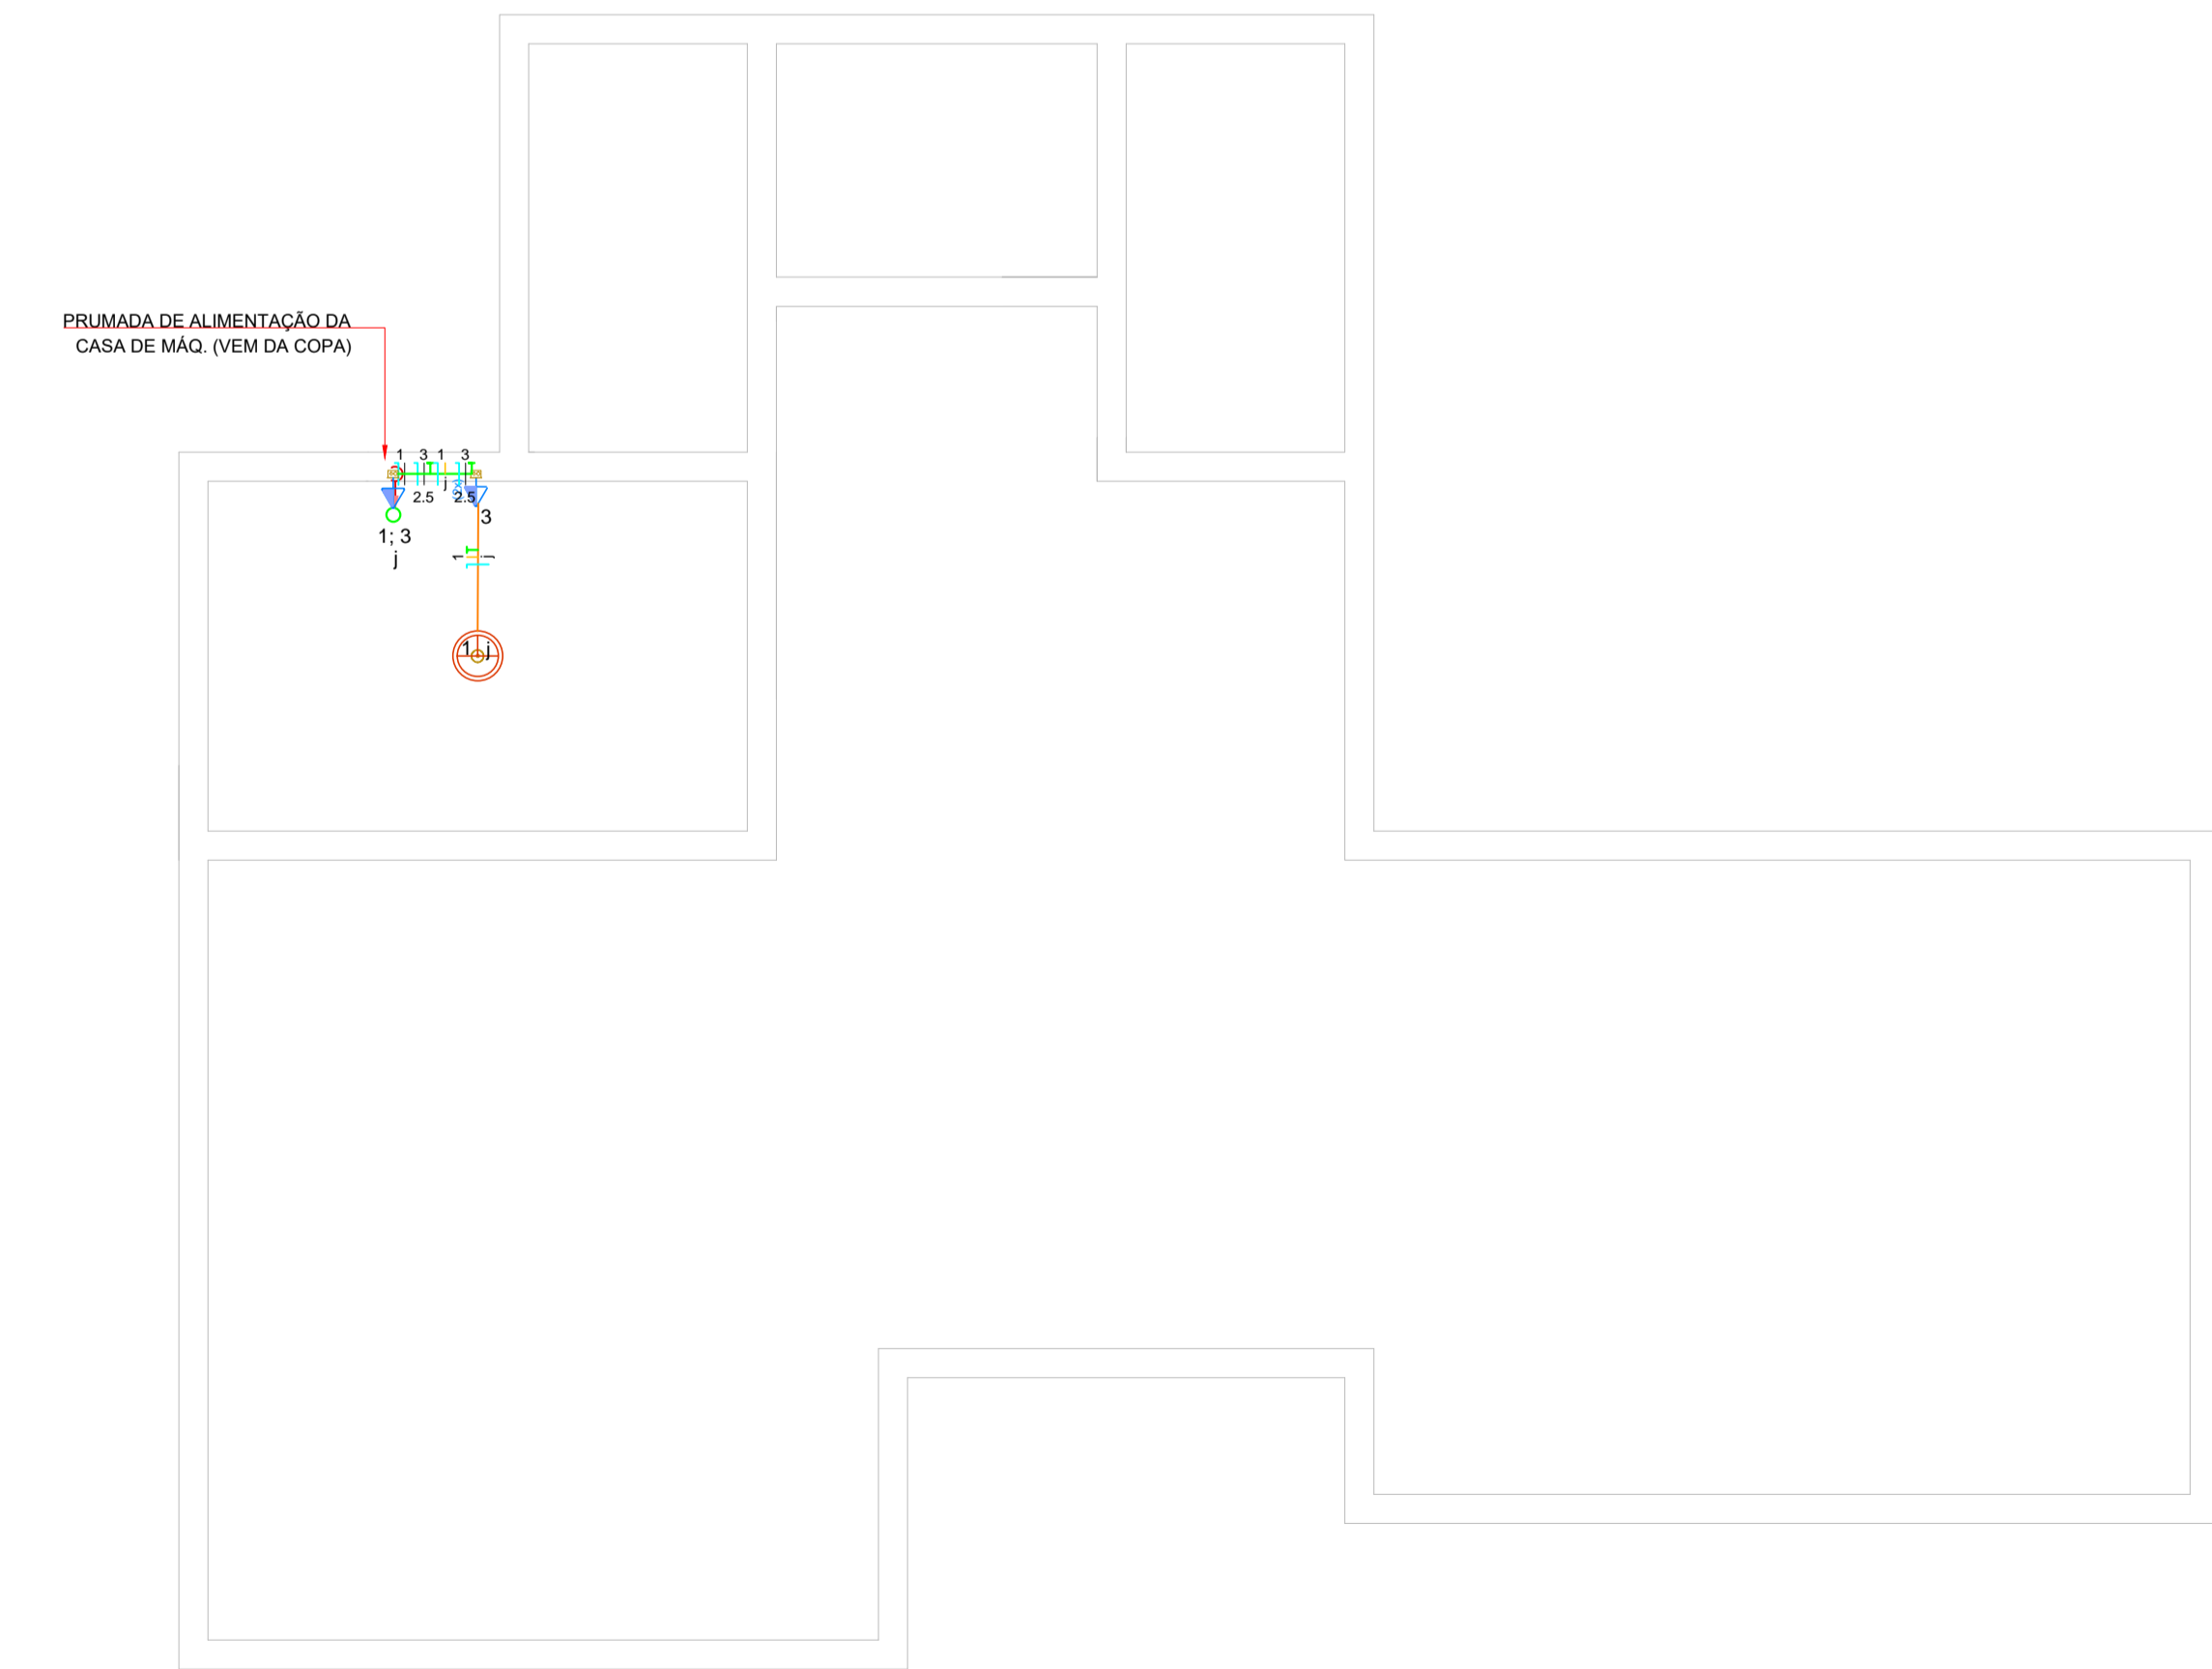 PRUMADA DE ALIMENTAÇÃO DA
CASA DE MÁQ. (VEM DA COPA)
1 3 1 3
j
2.5 2.5
3
1; 3
j
1
j
1 j